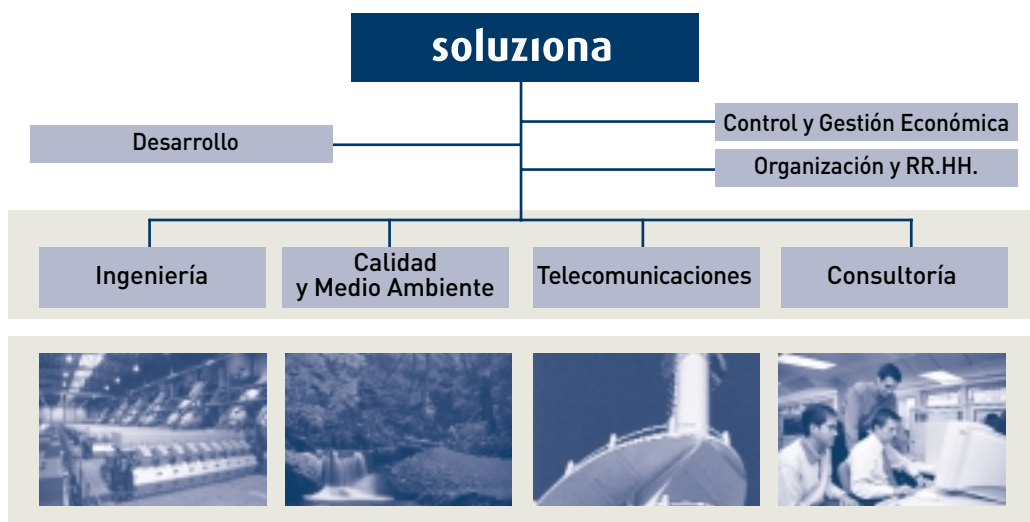 soluziona
Control y Gestión Económica
Desarrollo
Organización y RR.HH.
Ingeniería
Calidad
y Medio Ambiente
Telecomunicaciones
Consultoría